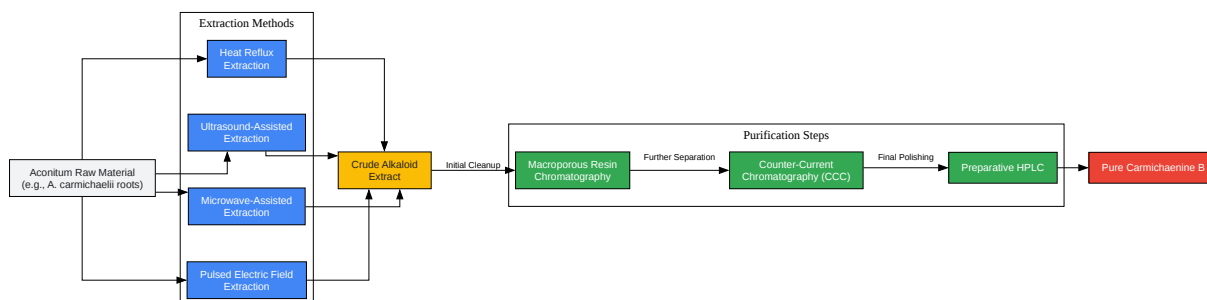 Extraction Methods
Heat Reflux
Extraction
Ultrasound-Assisted
Extraction
Aconitum Raw Material
(e.g., A. carmichaelii roots)
Microwave-Assisted
Extraction
Pulsed Electric Field
Extraction
Crude Alkaloid
Extract
Initial Cleanup
Purification Steps
Macroporous Resin
Chromatography
Further Separation
Counter-Current
Chromatography (CCC)
Final Polishing
Preparative HPLC
Pure Carmichaenine B